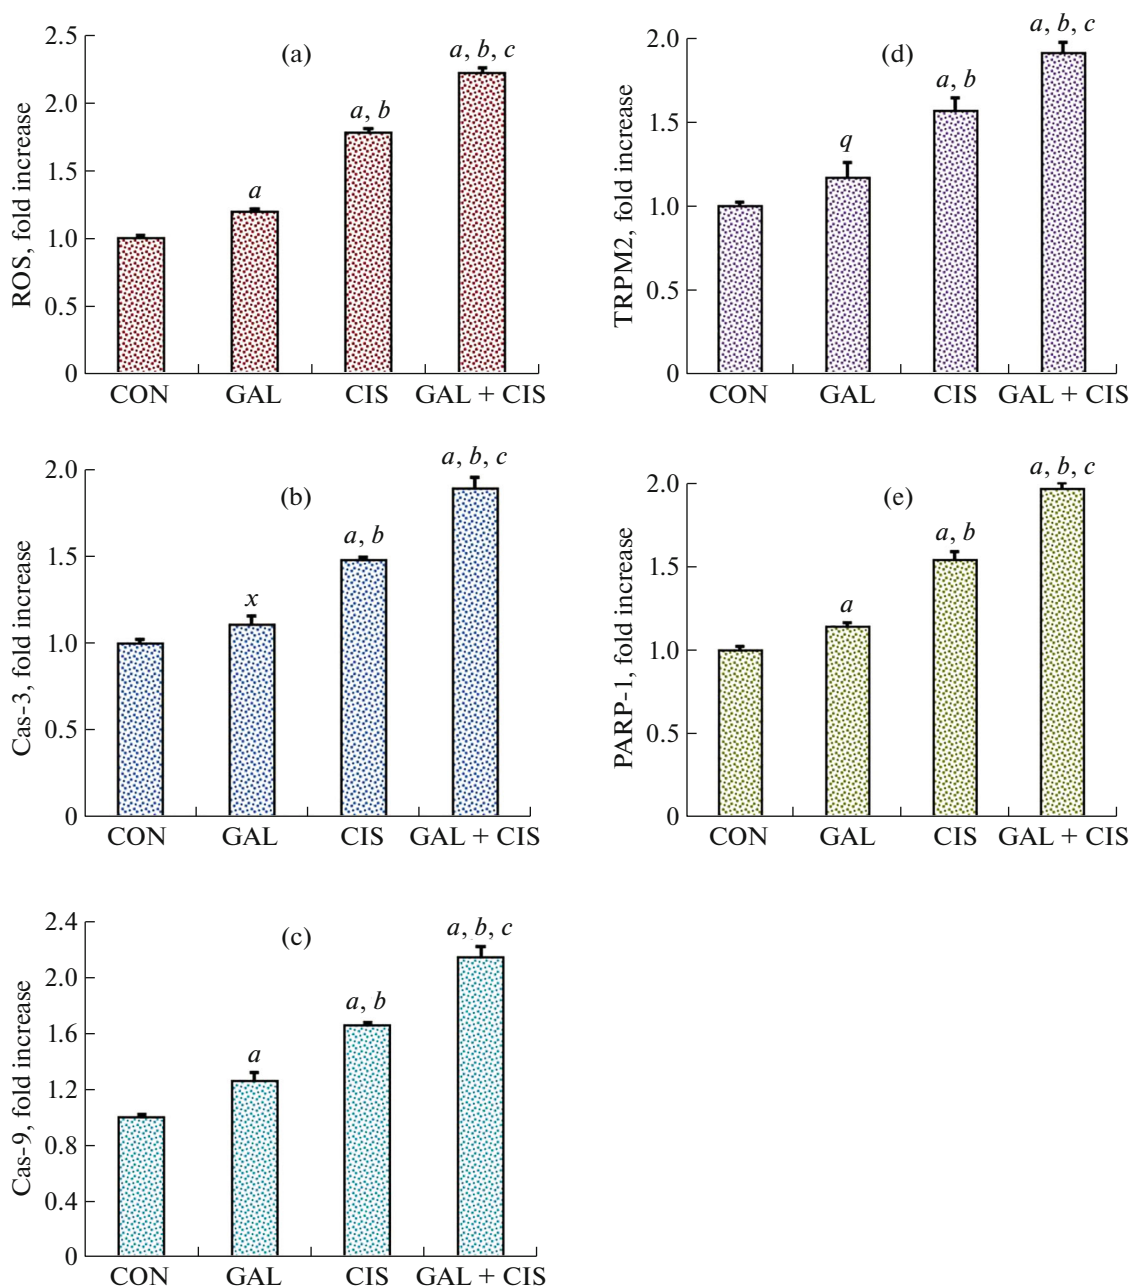 (a)
ROS, fold increase
2.5
2.0
1.5
1.0
0.5
0
a
a, b
a, b, c
CON GAL CIS GAL + CIS
(d)
TRPM2, fold increase
2.0
1.5
1.0
0.5
0
q
a, b
a, b, c
CON GAL CIS GAL + CIS
(b)
Cas-3, fold increase
2.0
1.5
1.0
0.5
0
x
a, b
a, b, c
CON GAL CIS GAL + CIS
(e)
PARP-1, fold increase
2.0
1.5
1.0
0.5
0
a
a, b
a, b, c
CON GAL CIS GAL + CIS
(c)
Cas-9, fold increase
2.4
2.0
1.6
1.2
0.8
0.4
0
a
a, b
a, b, c
CON GAL CIS GAL + CIS